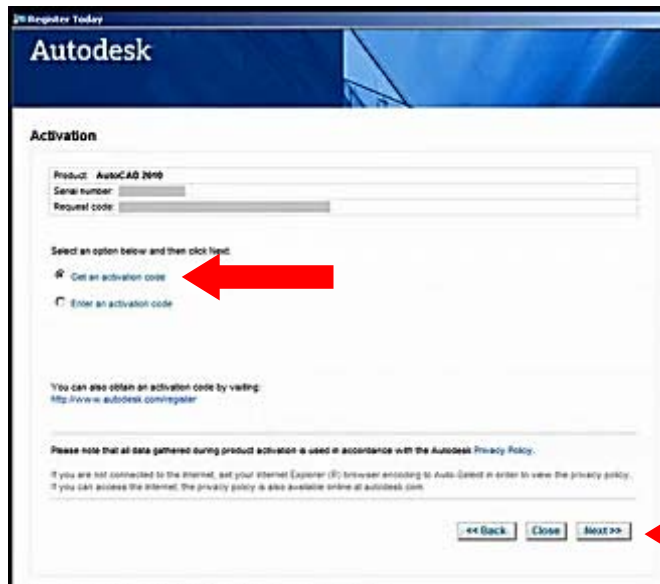 Register Today
Autodesk
Activation
Product: AutoCAD 2010
Serial number:
Request code:
Select an option below and then click Next:
Get an activation code
Enter an activation code
You can also obtain an activation code by visiting:
http://www.autodesk.com/register
Please note that all data gathered during product activation is used in accordance with the Autodesk Privacy Policy.
If you are not connected to the internet, set your Internet Explorer (R) browser encoding to Auto-Select in order to view the privacy policy.
If you can access the internet, the privacy policy is also available online at autodesk.com.
<< Back Close Next >>